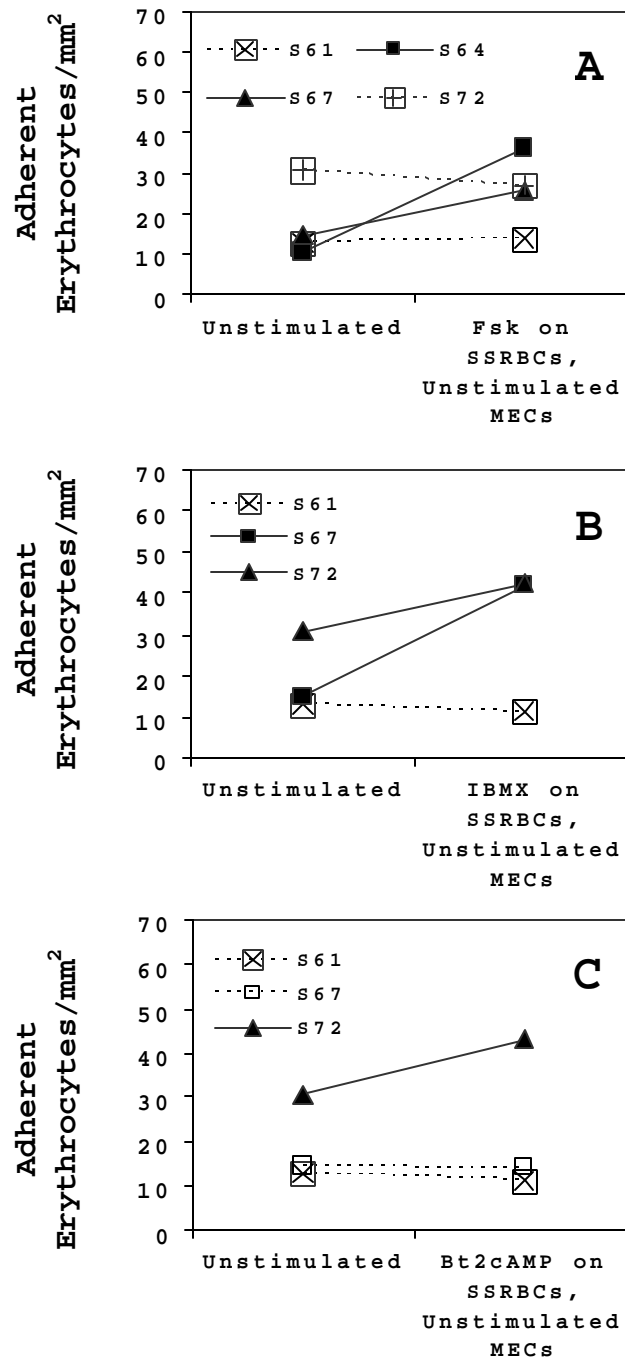 70
60
50
40
30
20
10
0
Adherent
Erythrocytes/mm²
S61
S64
S67
S72
A
Unstimulated
Fsk on
SSRBCs,
Unstimulated
MECs
70
60
50
40
30
20
10
0
Adherent
Erythrocytes/mm²
S61
S67
S72
B
Unstimulated
IBMX on
SSRBCs,
Unstimulated
MECs
70
60
50
40
30
20
10
0
Adherent
Erythrocytes/mm²
S61
S67
S72
C
Unstimulated
Bt2cAMP on
SSRBCs,
Unstimulated
MECs